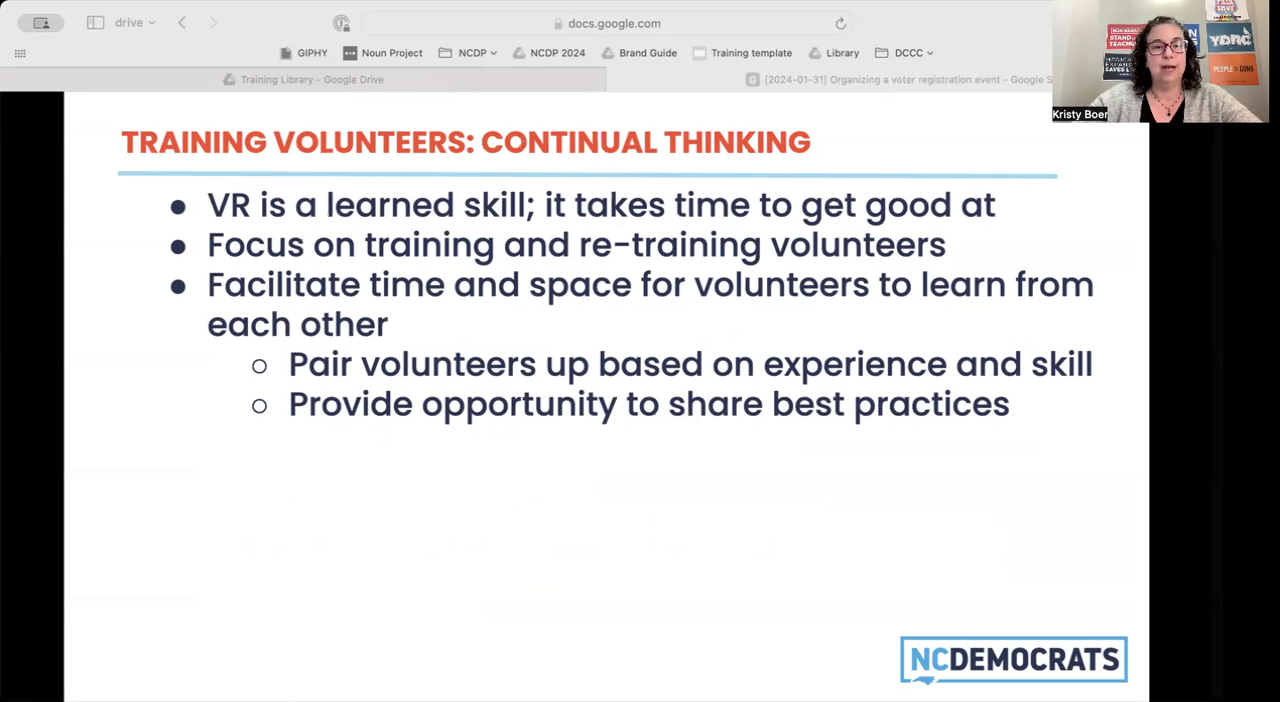 drive
docs.google.com
GIPHY
Noun Project
NCDP
NCDP 2024
Brand Guide
Training template
Library
DCCC
Training Library – Google Drive
[2024-01-31] Organizing a voter registration event - Google S
Kristy Boer
TRAINING VOLUNTEERS: CONTINUAL THINKING
● VR is a learned skill; it takes time to get good at
● Focus on training and re-training volunteers
● Facilitate time and space for volunteers to learn from
each other
○ Pair volunteers up based on experience and skill
○ Provide opportunity to share best practices
NCDEMOCRATS